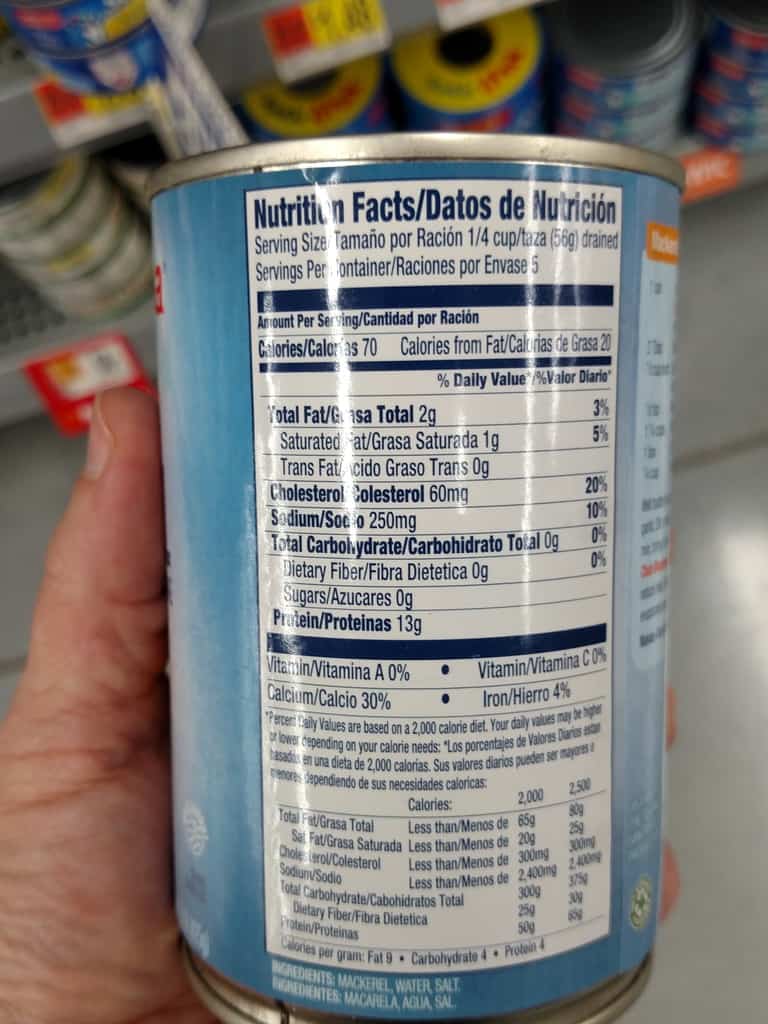 Nutrition Facts/Datos de Nutrición
Serving Size/Tamaño por Ración 1/4 cup/taza (56g) drained
Servings Per Container/Raciones por Envase 5
Amount Per Serving/Cantidad por Ración
Calories/Calorias 70 Calories from Fat/Calorias de Grasa 20
% Daily Value*/%Valor Diario*
Total Fat/Grasa Total 2g 3%
Saturated Fat/Grasa Saturada 1g 5%
Trans Fat/Acido Graso Trans 0g
Cholesterol/Colesterol 60mg 20%
Sodium/Sodio 250mg 10%
Total Carbohydrate/Carbohidrato Total 0g 0%
Dietary Fiber/Fibra Dietetica 0g 0%
Sugars/Azucares 0g
Protein/Proteinas 13g
Vitamin/Vitamina A 0% • Vitamin/Vitamina C 0%
Calcium/Calcio 30% • Iron/Hierro 4%
*Percent Daily Values are based on a 2,000 calorie diet. Your daily values may be higher
or lower depending on your calorie needs: *Los porcentajes de Valores Diarios estan
basados en una dieta de 2,000 calorias. Sus valores diarios pueden ser mayores o
menores dependiendo de sus necesidades caloricas:
Calories: 2,000 2,500
Total Fat/Grasa Total Less than/Menos de 65g 80g
Sat Fat/Grasa Saturada Less than/Menos de 20g 25g
Cholesterol/Colesterol Less than/Menos de 300mg 300mg
Sodium/Sodio Less than/Menos de 2,400mg 2,400mg
Total Carbohydrate/Cabohidratos Total 300g 375g
Dietary Fiber/Fibra Dietetica 25g 30g
Protein/Proteinas 50g 65g
Calories per gram: Fat 9 • Carbohydrate 4 • Protein 4
INGREDIENTS: MACKEREL, WATER, SALT.
INGREDIENTES: MACARELA, AGUA, SAL.